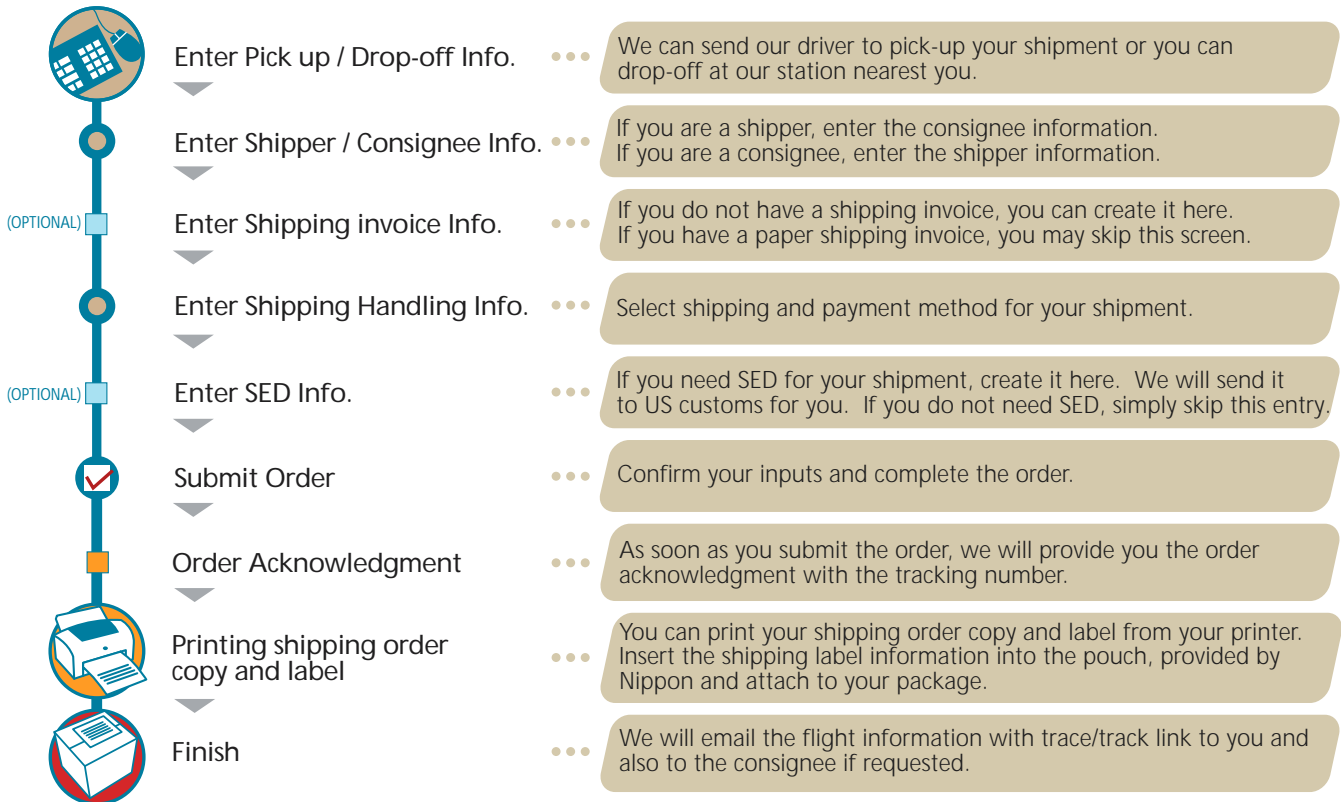 Enter Pick up / Drop-off Info.
We can send our driver to pick-up your shipment or you can
drop-off at our station nearest you.
Enter Shipper / Consignee Info.
If you are a shipper, enter the consignee information.
If you are a consignee, enter the shipper information.
(OPTIONAL)
Enter Shipping invoice Info.
If you do not have a shipping invoice, you can create it here.
If you have a paper shipping invoice, you may skip this screen.
Enter Shipping Handling Info.
Select shipping and payment method for your shipment.
(OPTIONAL)
Enter SED Info.
If you need SED for your shipment, create it here. We will send it
to US customs for you. If you do not need SED, simply skip this entry.
Submit Order
Confirm your inputs and complete the order.
Order Acknowledgment
As soon as you submit the order, we will provide you the order
acknowledgment with the tracking number.
Printing shipping order
copy and label
You can print your shipping order copy and label from your printer.
Insert the shipping label information into the pouch, provided by
Nippon and attach to your package.
Finish
We will email the flight information with trace/track link to you and
also to the consignee if requested.